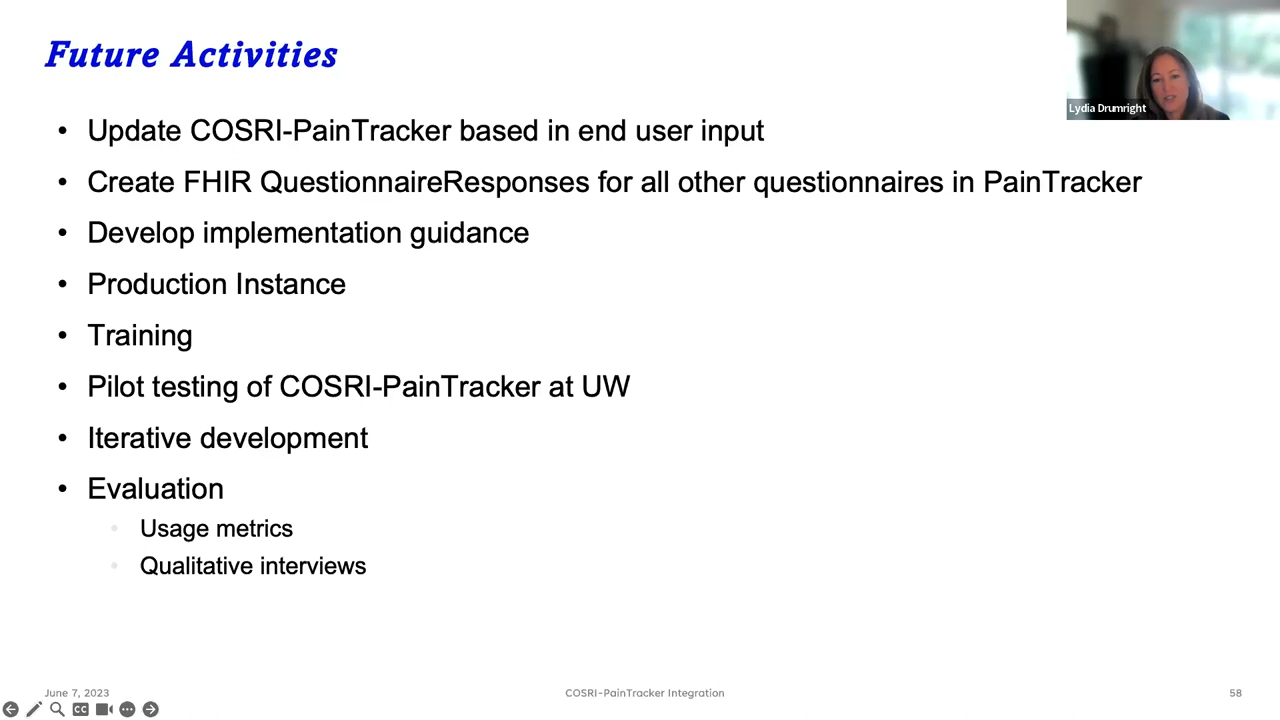 Future Activities
Lydia Drumright
• Update COSRI-PainTracker based in end user input
• Create FHIR QuestionnaireResponses for all other questionnaires in PainTracker
• Develop implementation guidance
• Production Instance
• Training
• Pilot testing of COSRI-PainTracker at UW
• Iterative development
• Evaluation
• Usage metrics
• Qualitative interviews
June 7, 2023
COSRI-PainTracker Integration
58
CC